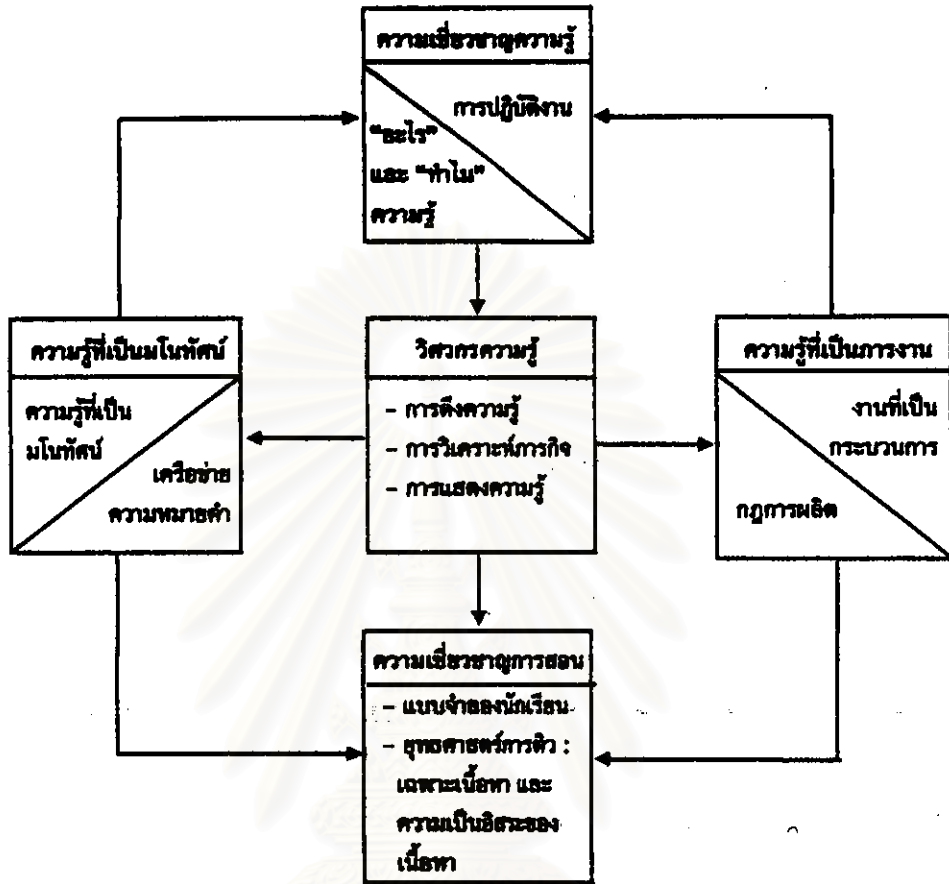 ความเชี่ยวชาญความรู้
การปฏิบัติงาน
"อะไร"
และ "ทำไม"
ความรู้
ความรู้ที่เป็นมโนทัศน์
ความรู้ที่เป็น
มโนทัศน์
เครือข่าย
ความหมายคำ
วิศวกรความรู้
- การดึงความรู้
- การวิเคราะห์ภารกิจ
- การแสดงความรู้
ความรู้ที่เป็นภารงาน
งานที่เป็น
กระบวนการ
กฎการผลิต
ความเชี่ยวชาญการสอน
- แบบจำลองนักเรียน
- ยุทธศาสตร์การติว :
เฉพาะเนื้อหา และ
ความเป็นอิสระของ
เนื้อหา